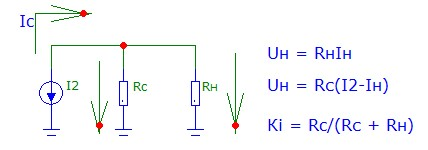 Ic
I2
Rc
Rн
Uн = RнIн
Uн = Rc(I2-Iн)
Ki = Rc/(Rc + Rн)